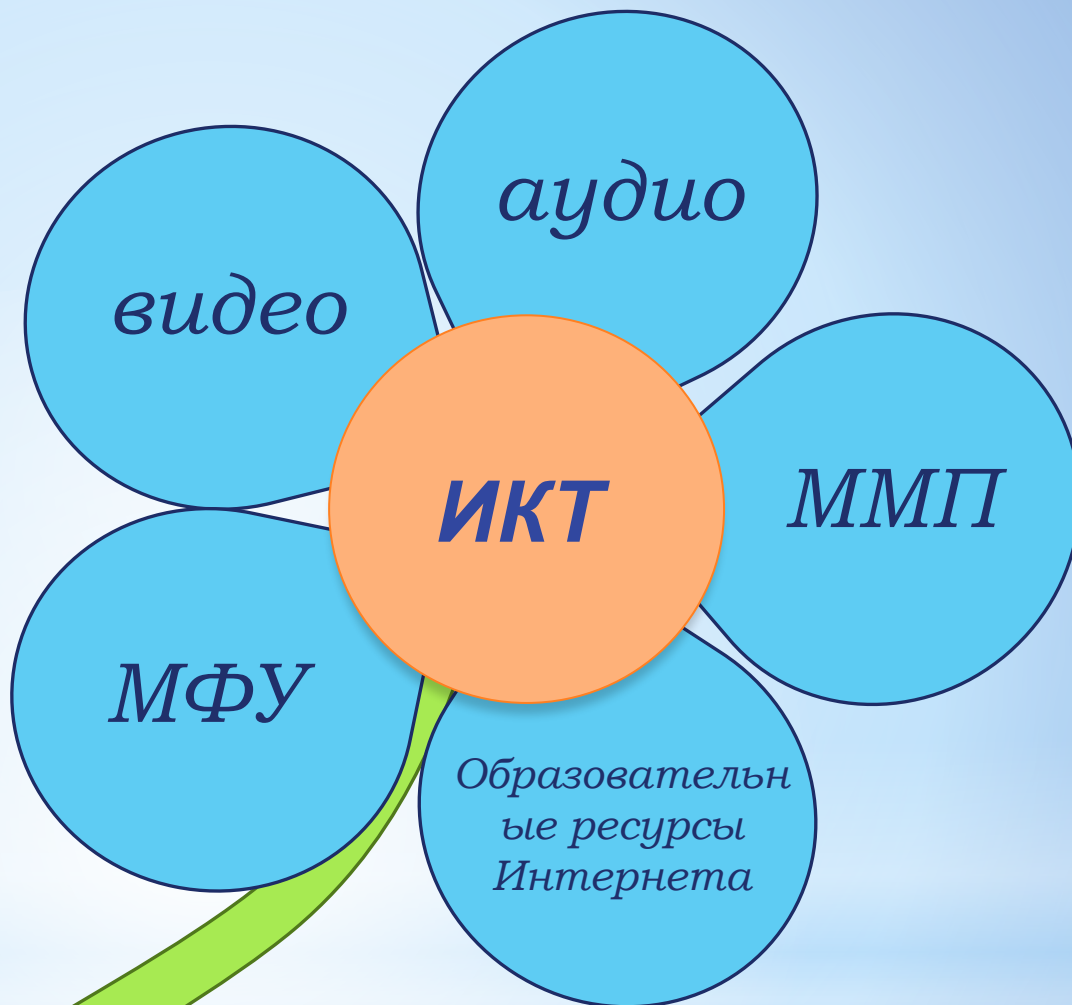 аудио
видео
ИКТ
ММП
МФУ
Образовательн
ые ресурсы
Интернета